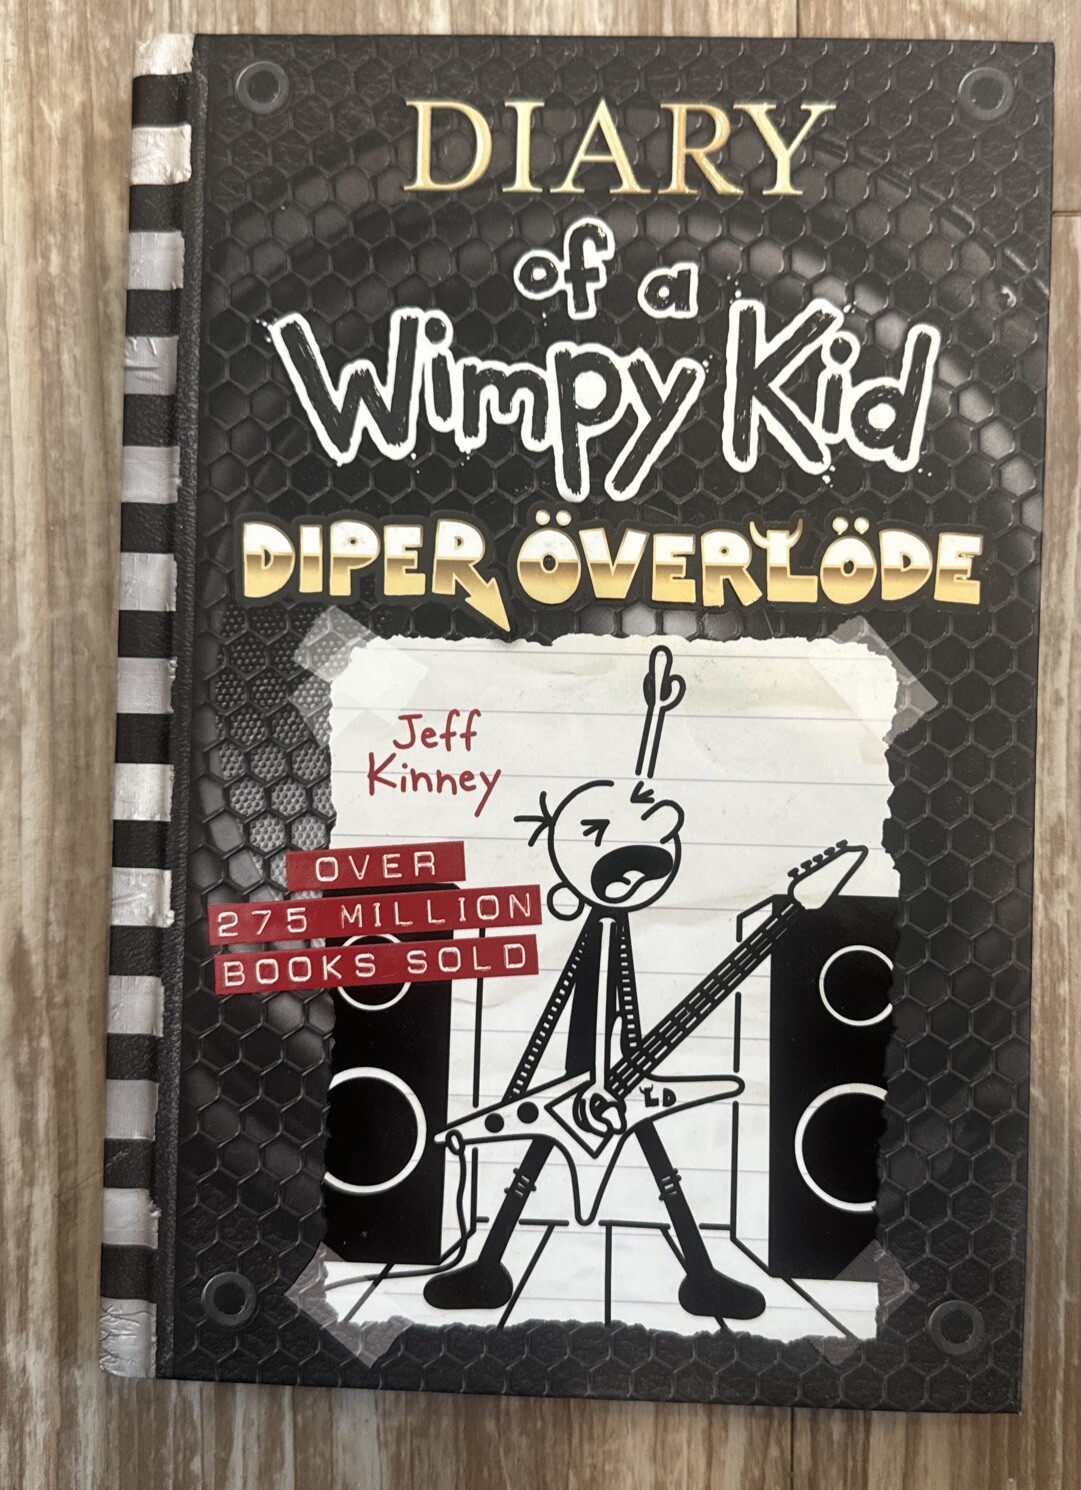 DIARY
of a
Wimpy Kid
DIPER ÖVERLÖDE
Jeff
Kinney
OVER
275 MILLION
BOOKS SOLD
LD